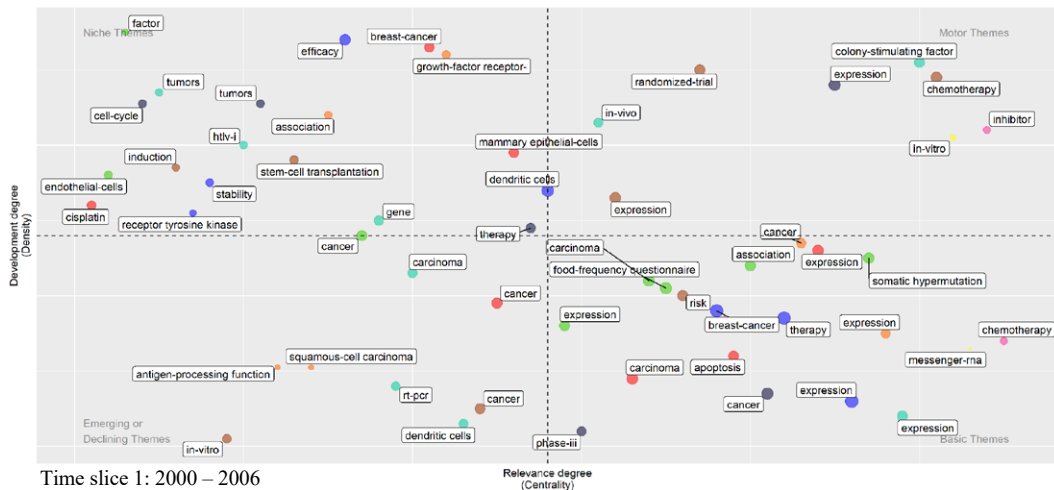 factor
Niche Themes
Motor Themes
breast-cancer
efficacy
growth-factor receptor-
colony-stimulating factor
expression
randomized-trial
chemotherapy
tumors
tumors
cell-cycle
association
in-vivo
inhibitor
in-vitro
htlv-i
mammary epithelial-cells
induction
stem-cell transplantation
endothelial-cells
dendritic cells
stability
cisplatin
expression
receptor tyrosine kinase
gene
therapy
cancer
cancer
carcinoma
carcinoma
food-frequency questionnaire
association
expression
somatic hypermutation
cancer
risk
expression
breast-cancer
therapy
expression
chemotherapy
squamous-cell carcinoma
messenger-rna
antigen-processing function
carcinoma
apoptosis
rt-pcr
cancer
cancer
expression
Emerging or
Declining Themes
dendritic cells
expression
in-vitro
phase-iii
Basic Themes
Development degree
(Density)
Relevance degree
(Centrality)
Time slice 1: 2000 – 2006